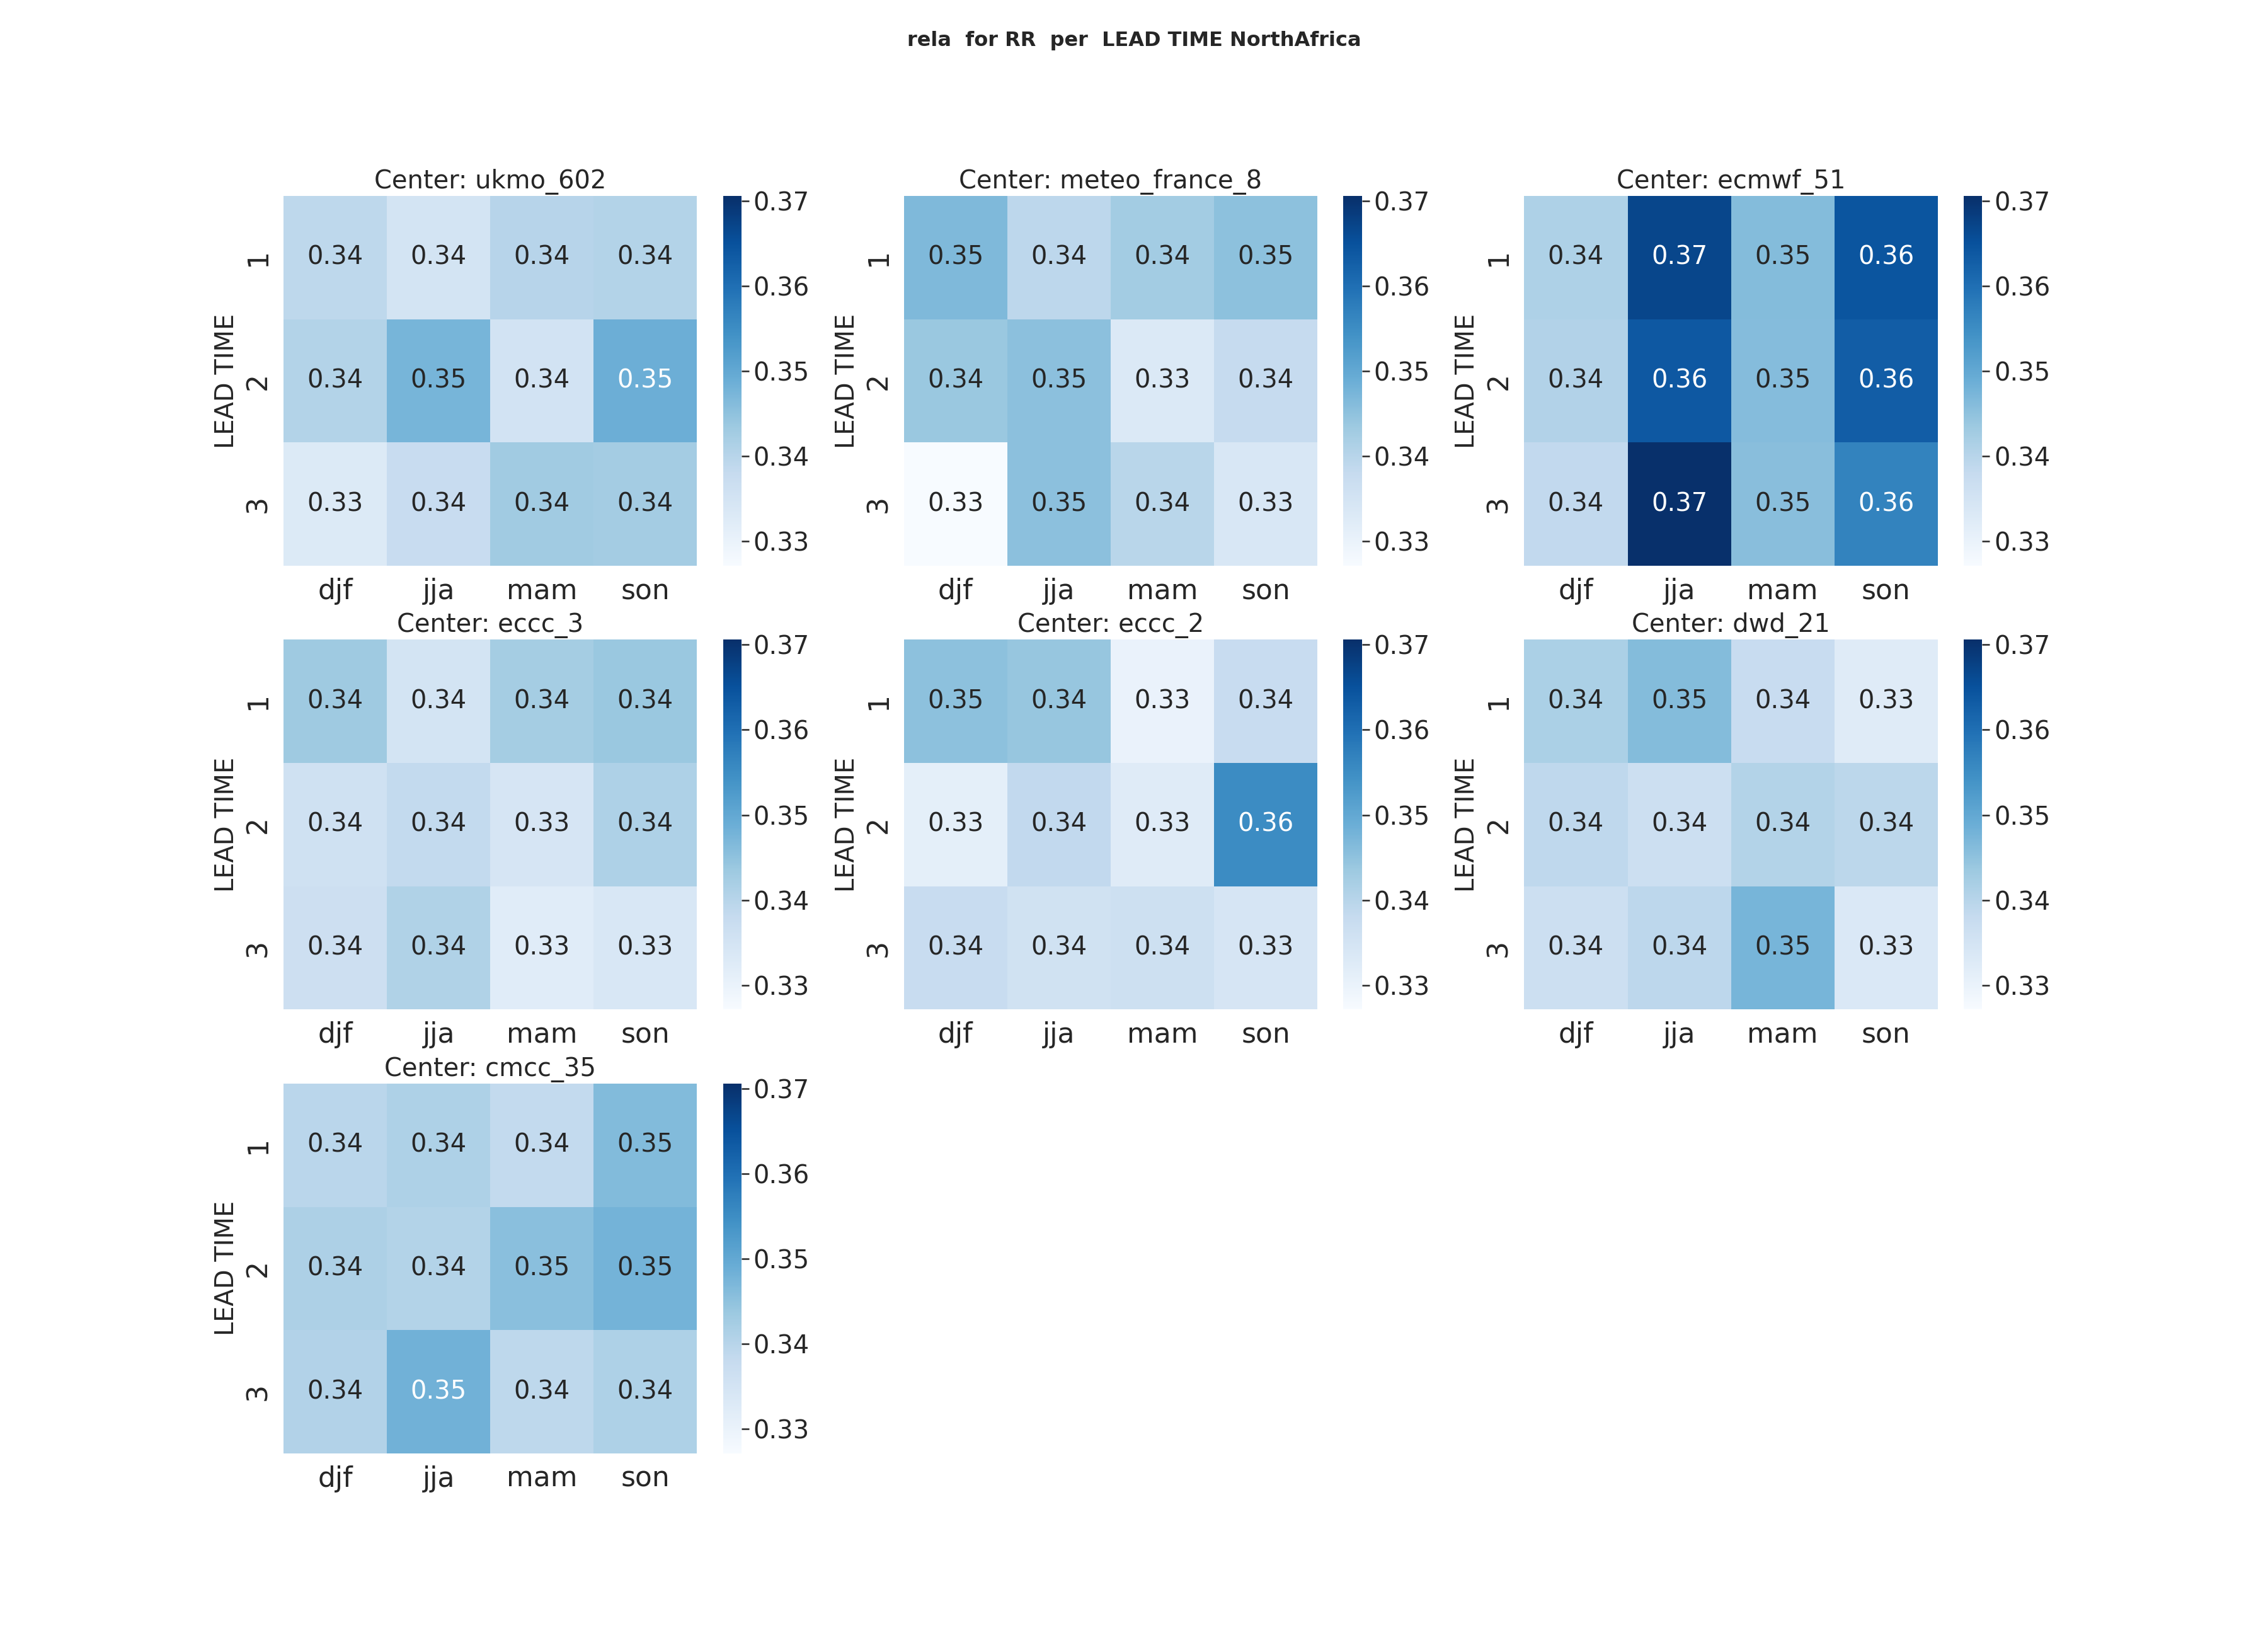 rela  for RR  per  LEAD TIME NorthAfrica
Center: ukmo_602
LEAD TIME
1 0.34 0.34 0.34 0.34
2 0.34 0.35 0.34 0.35
3 0.33 0.34 0.34 0.34
djf jja mam son
0.37
0.36
0.35
0.34
0.33
Center: meteo_france_8
LEAD TIME
1 0.35 0.34 0.34 0.35
2 0.34 0.35 0.33 0.34
3 0.33 0.35 0.34 0.33
djf jja mam son
0.37
0.36
0.35
0.34
0.33
Center: ecmwf_51
LEAD TIME
1 0.34 0.37 0.35 0.36
2 0.34 0.36 0.35 0.36
3 0.34 0.37 0.35 0.36
djf jja mam son
0.37
0.36
0.35
0.34
0.33
Center: eccc_3
LEAD TIME
1 0.34 0.34 0.34 0.34
2 0.34 0.34 0.33 0.34
3 0.34 0.34 0.33 0.33
djf jja mam son
0.37
0.36
0.35
0.34
0.33
Center: eccc_2
LEAD TIME
1 0.35 0.34 0.33 0.34
2 0.33 0.34 0.33 0.36
3 0.34 0.34 0.34 0.33
djf jja mam son
0.37
0.36
0.35
0.34
0.33
Center: dwd_21
LEAD TIME
1 0.34 0.35 0.34 0.33
2 0.34 0.34 0.34 0.34
3 0.34 0.34 0.35 0.33
djf jja mam son
0.37
0.36
0.35
0.34
0.33
Center: cmcc_35
LEAD TIME
1 0.34 0.34 0.34 0.35
2 0.34 0.34 0.35 0.35
3 0.34 0.35 0.34 0.34
djf jja mam son
0.37
0.36
0.35
0.34
0.33